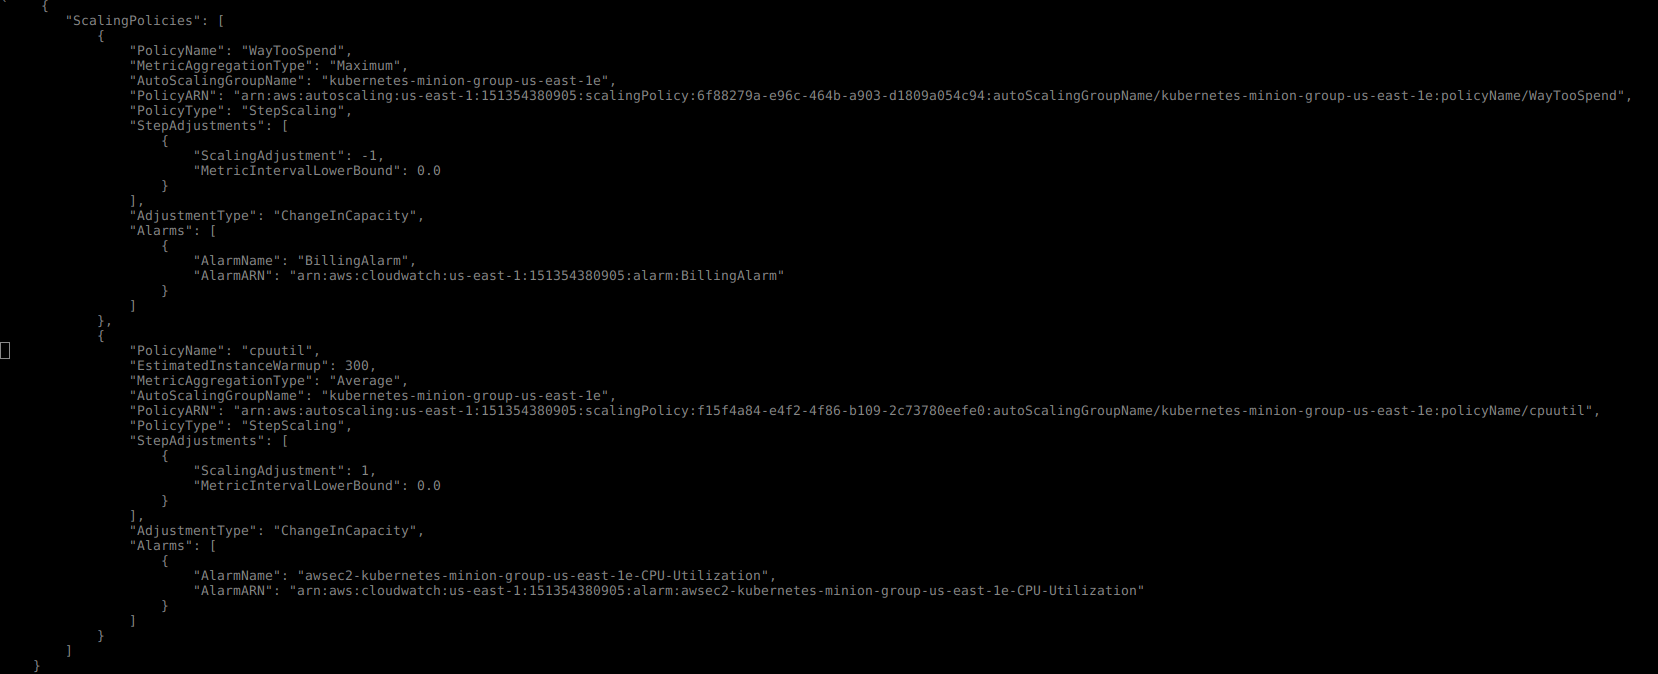 `    {
        "ScalingPolicies": [
            {
                "PolicyName": "WayTooSpend",
                "MetricAggregationType": "Maximum",
                "AutoScalingGroupName": "kubernetes-minion-group-us-east-1e",
                "PolicyARN": "arn:aws:autoscaling:us-east-1:151354380905:scalingPolicy:6f88279a-e96c-464b-a903-d1809a054c94:autoScalingGroupName/kubernetes-minion-group-us-east-1e:policyName/WayTooSpend",
                "PolicyType": "StepScaling",
                "StepAdjustments": [
                    {
                        "ScalingAdjustment": -1,
                        "MetricIntervalLowerBound": 0.0
                    }
                ],
                "AdjustmentType": "ChangeInCapacity",
                "Alarms": [
                    {
                        "AlarmName": "BillingAlarm",
                        "AlarmARN": "arn:aws:cloudwatch:us-east-1:151354380905:alarm:BillingAlarm"
                    }
                ]
            },
            {
                "PolicyName": "cpuutil",
                "EstimatedInstanceWarmup": 300,
                "MetricAggregationType": "Average",
                "AutoScalingGroupName": "kubernetes-minion-group-us-east-1e",
                "PolicyARN": "arn:aws:autoscaling:us-east-1:151354380905:scalingPolicy:f15f4a84-e4f2-4f86-b109-2c73780eefe0:autoScalingGroupName/kubernetes-minion-group-us-east-1e:policyName/cpuutil",
                "PolicyType": "StepScaling",
                "StepAdjustments": [
                    {
                        "ScalingAdjustment": 1,
                        "MetricIntervalLowerBound": 0.0
                    }
                ],
                "AdjustmentType": "ChangeInCapacity",
                "Alarms": [
                    {
                        "AlarmName": "awsec2-kubernetes-minion-group-us-east-1e-CPU-Utilization",
                        "AlarmARN": "arn:aws:cloudwatch:us-east-1:151354380905:alarm:awsec2-kubernetes-minion-group-us-east-1e-CPU-Utilization"
                    }
                ]
            }
        ]
    }